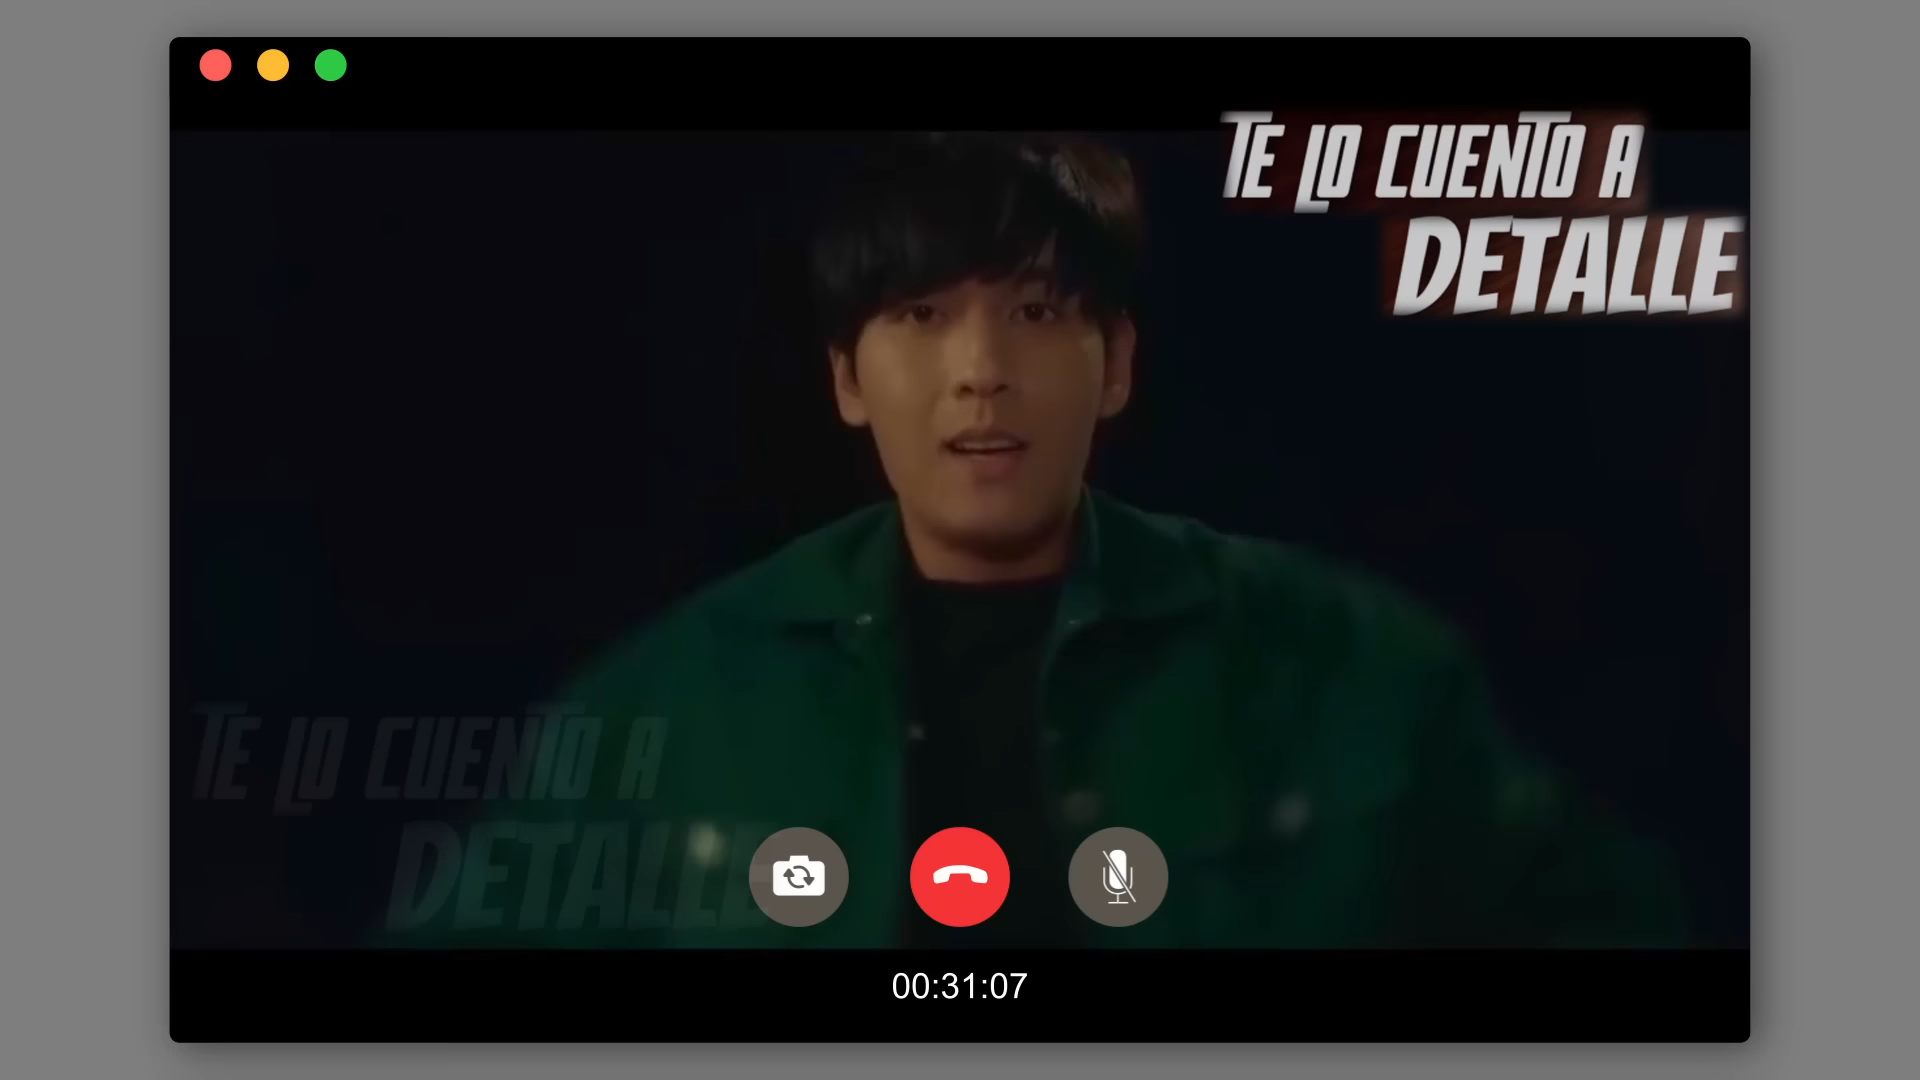 TE LO CUENTO A
DETALLE
TE LO CUENTO A
DETALLE
00:31:07